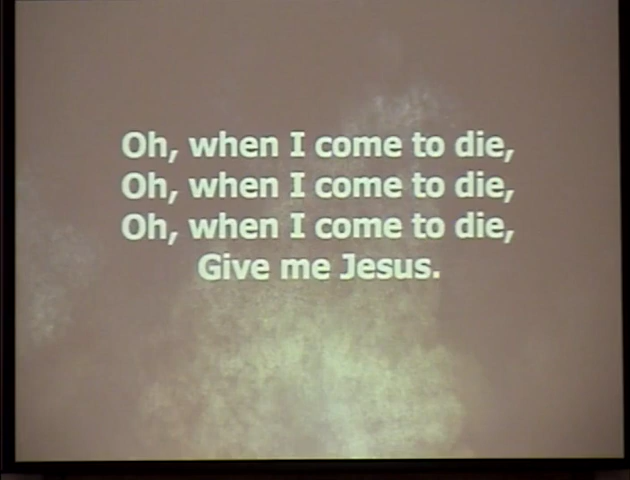 Oh, when I come to die,
Oh, when I come to die,
Oh, when I come to die,
Give me Jesus.